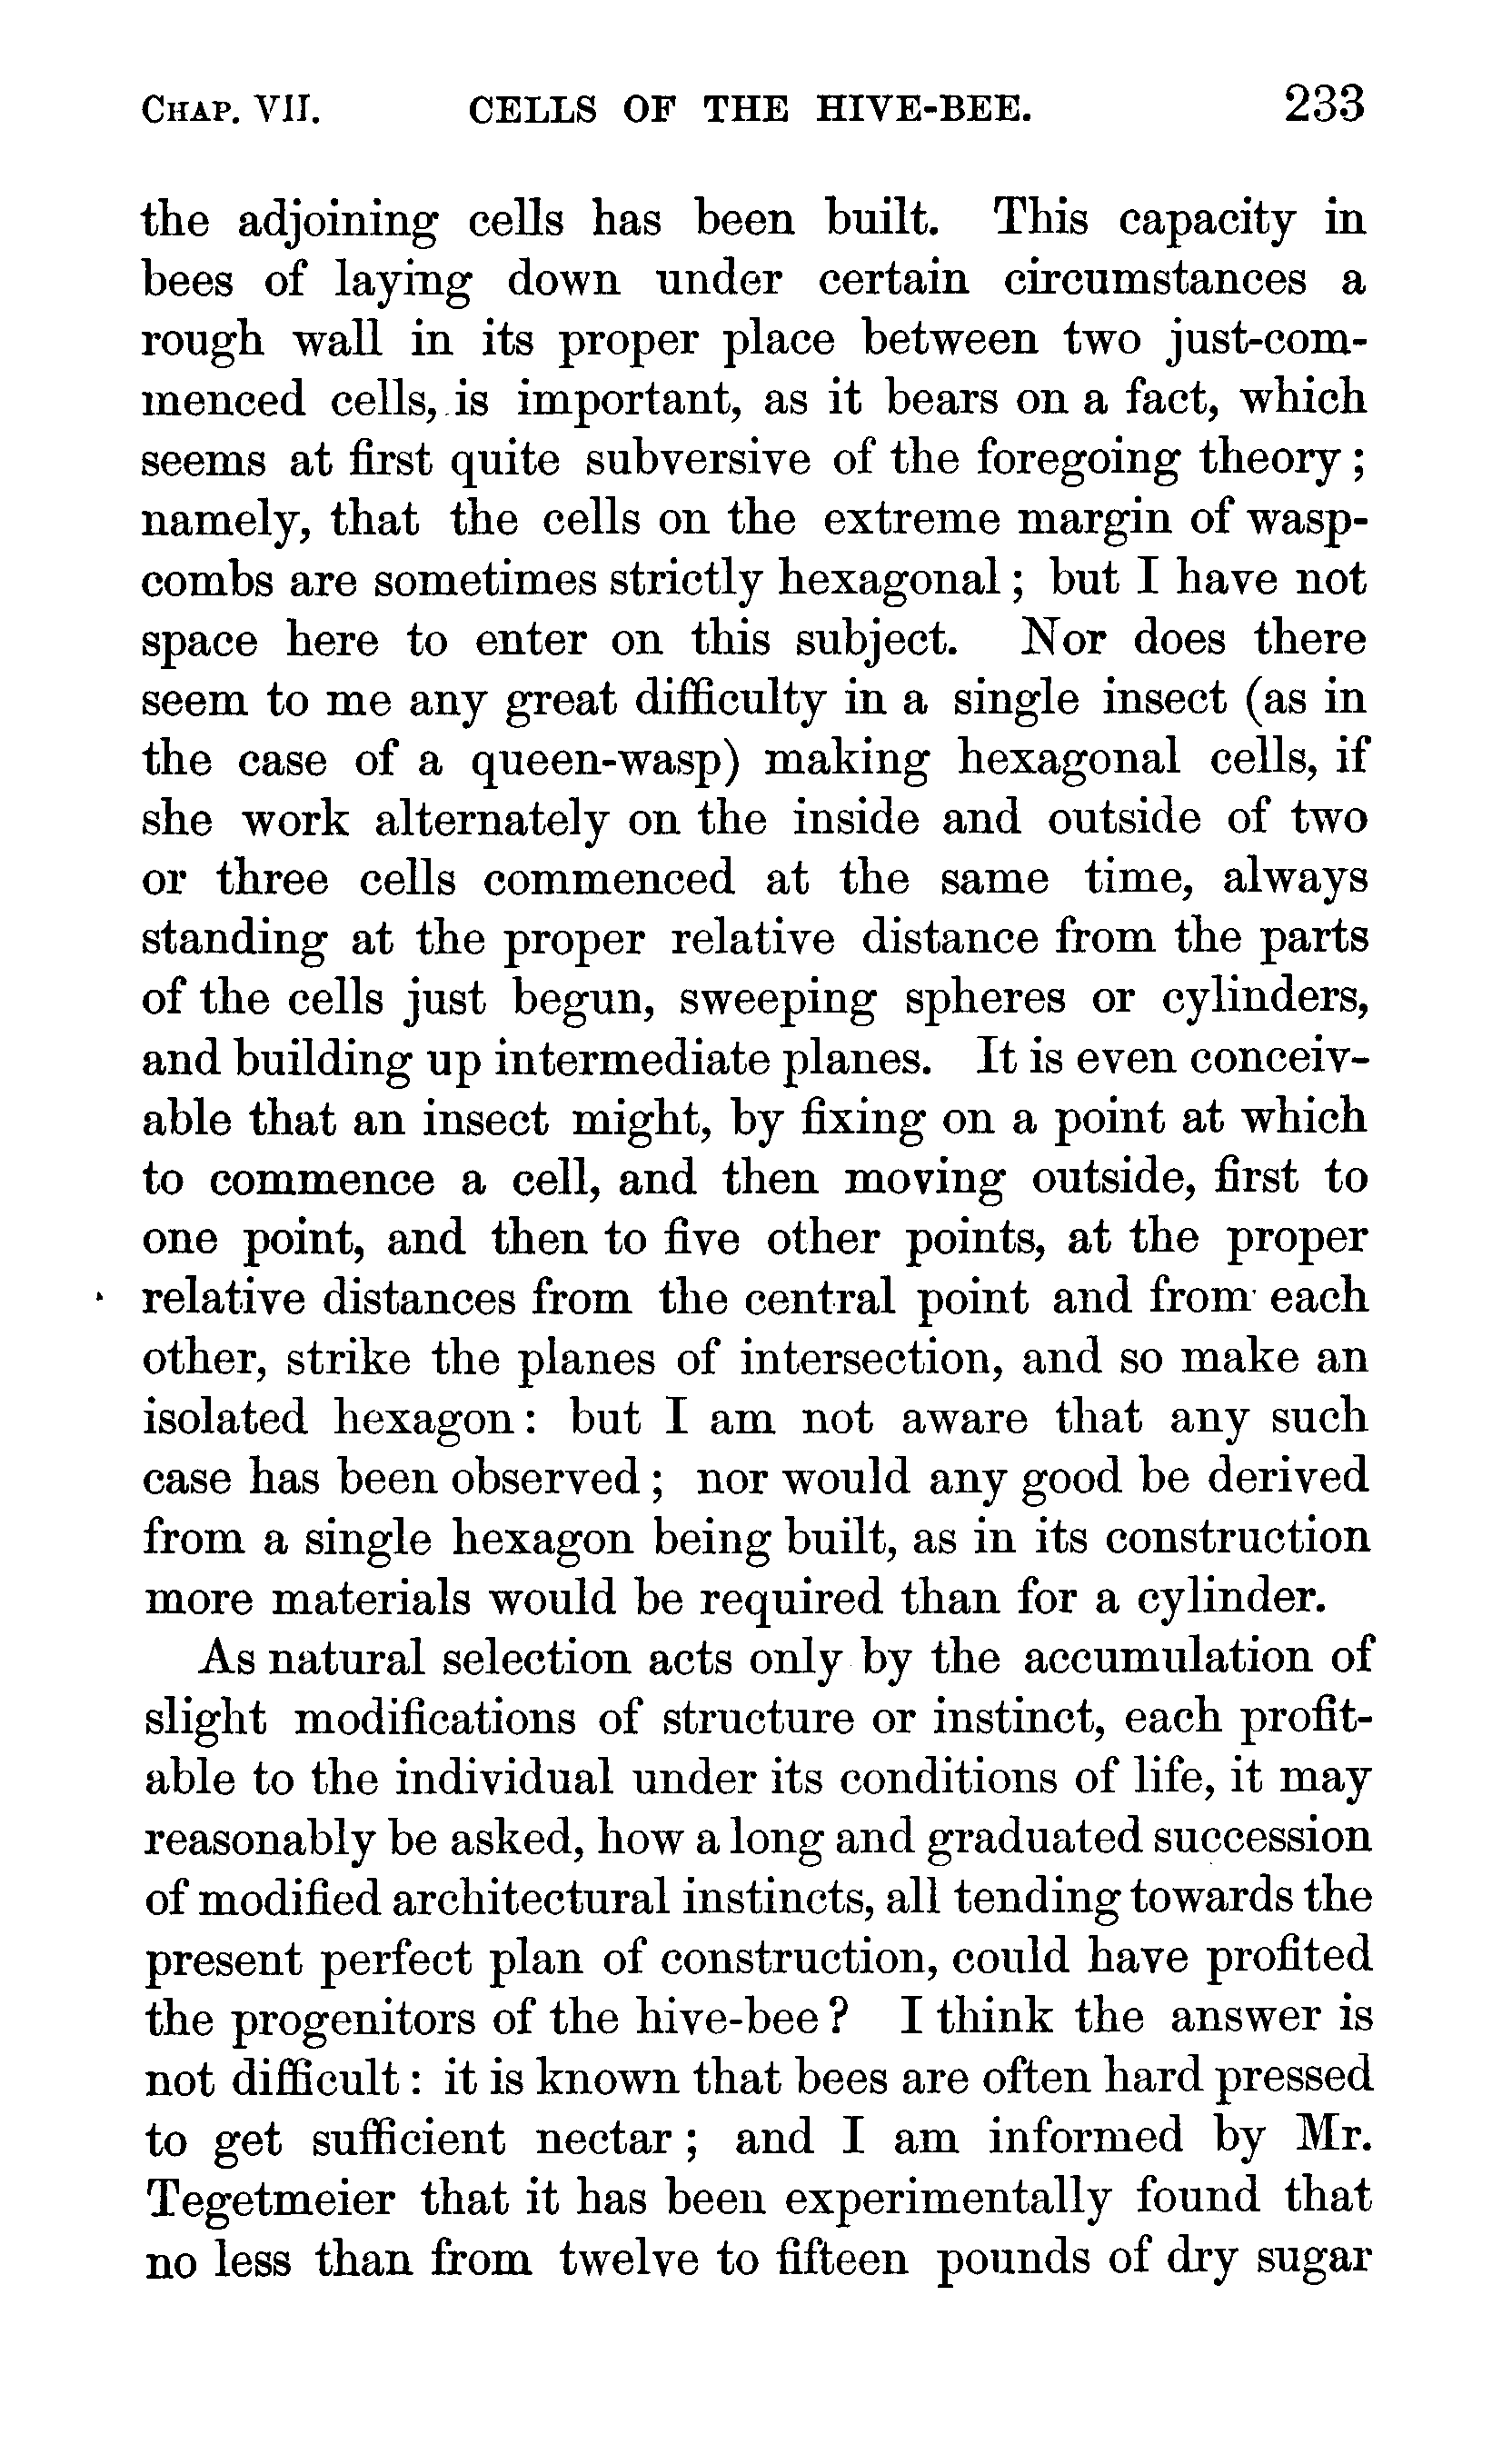 CHAP. VII. CELLS OF THE HIVE-BEE. 233
the adjoining cells has been built. This capacity in
bees of laying down under certain circumstances a
rough wall in its proper place between two just-com-
menced cells, is important, as it bears on a fact, which
seems at first quite subversive of the foregoing theory;
namely, that the cells on the extreme margin of wasp-
combs are sometimes strictly hexagonal; but I have not
space here to enter on this subject. Nor does there
seem to me any great difficulty in a single insect (as in
the case of a queen-wasp) making hexagonal cells, if
she work alternately on the inside and outside of two
or three cells commenced at the same time, always
standing at the proper relative distance from the parts
of the cells just begun, sweeping spheres or cylinders,
and building up intermediate planes. It is even conceiv-
able that an insect might, by fixing on a point at which
to commence a cell, and then moving outside, first to
one point, and then to five other points, at the proper
relative distances from the central point and from each
other, strike the planes of intersection, and so make an
isolated hexagon: but I am not aware that any such
case has been observed; nor would any good be derived
from a single hexagon being built, as in its construction
more materials would be required than for a cylinder.
As natural selection acts only by the accumulation of
slight modifications of structure or instinct, each profit-
able to the individual under its conditions of life, it may
reasonably be asked, how a long and graduated succession
of modified architectural instincts, all tending towards the
present perfect plan of construction, could have profited
the progenitors of the hive-bee? I think the answer is
not difficult: it is known that bees are often hard pressed
to get sufficient nectar; and I am informed by Mr.
Tegetmeier that it has been experimentally found that
no less than from twelve to fifteen pounds of dry sugar